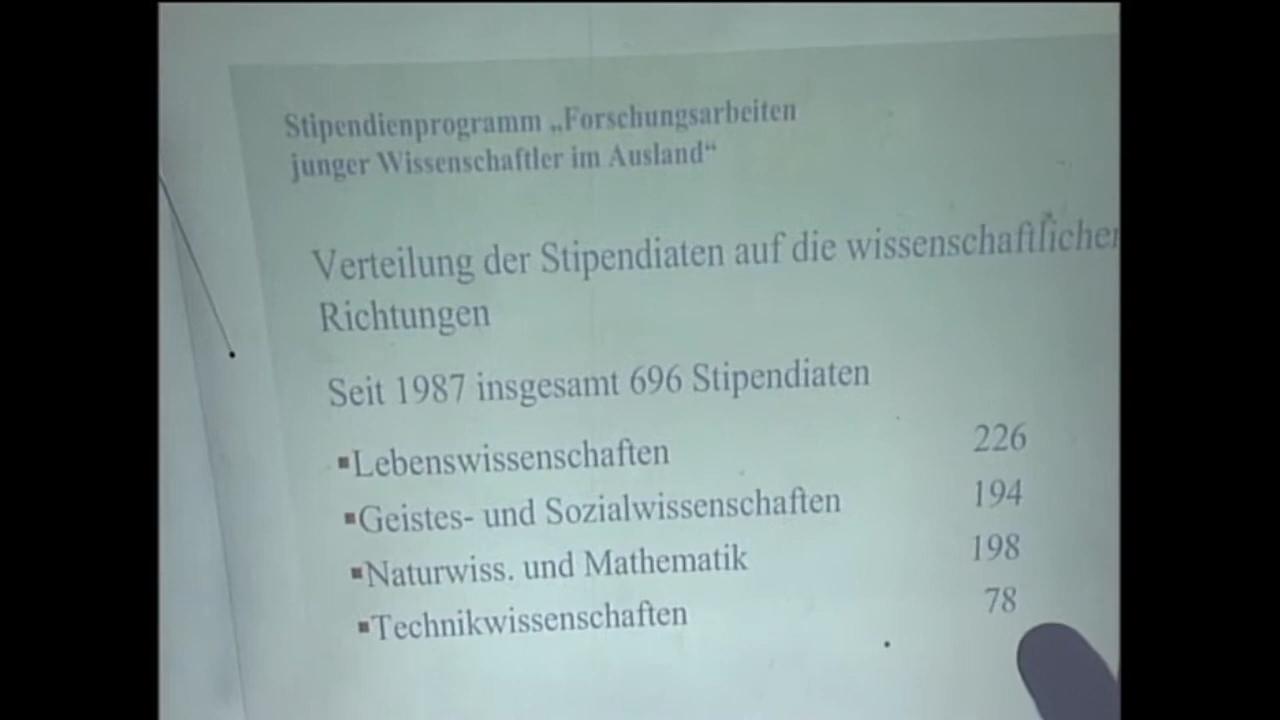 Stipendienprogramm „Forschungsarbeiten
junger Wissenschaftler im Ausland“
Verteilung der Stipendiaten auf die wissenschaftlichen
Richtungen
Seit 1987 insgesamt 696 Stipendiaten
▪Lebenswissenschaften 226
▪Geistes- und Sozialwissenschaften 194
▪Naturwiss. und Mathematik 198
▪Technikwissenschaften 78